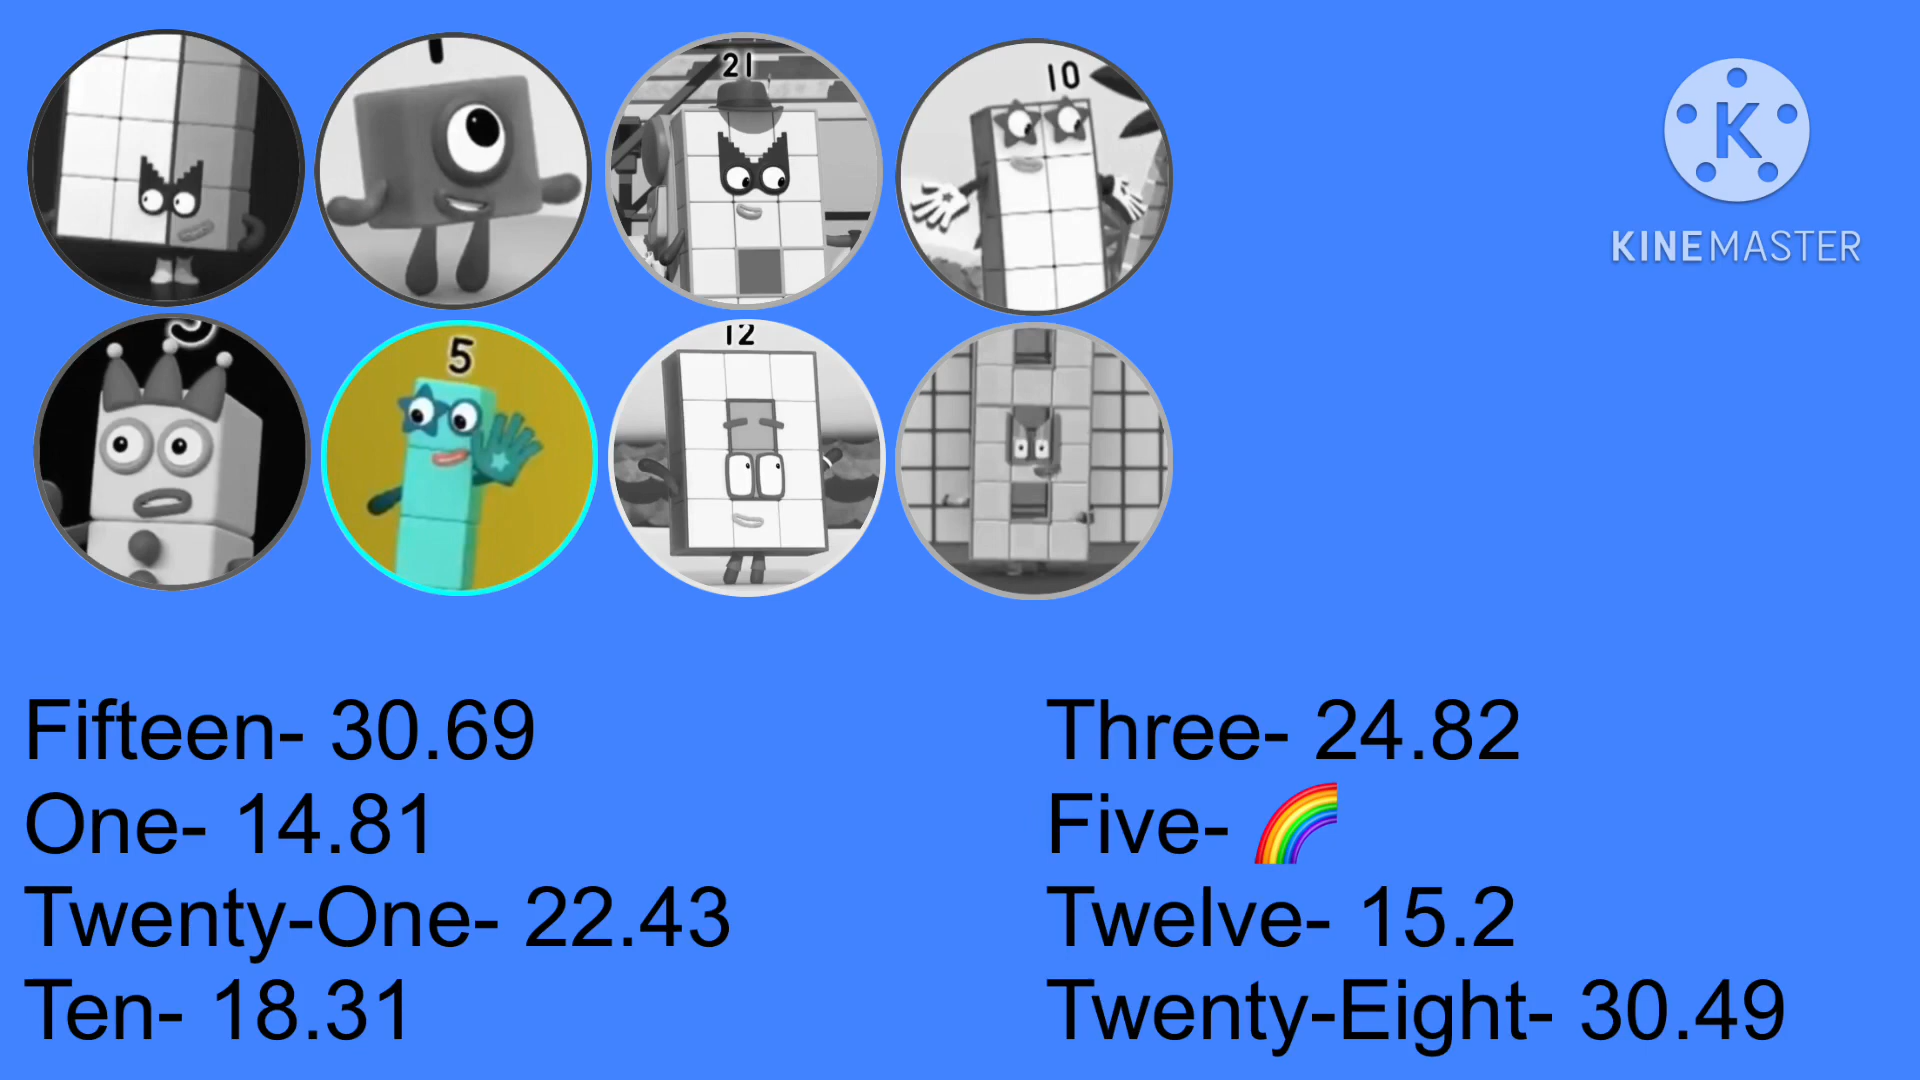 21
10
5
12
KINEMASTER
Fifteen- 30.69
One- 14.81
Twenty-One- 22.43
Ten- 18.31
Three- 24.82
Five- 🌈
Twelve- 15.2
Twenty-Eight- 30.49